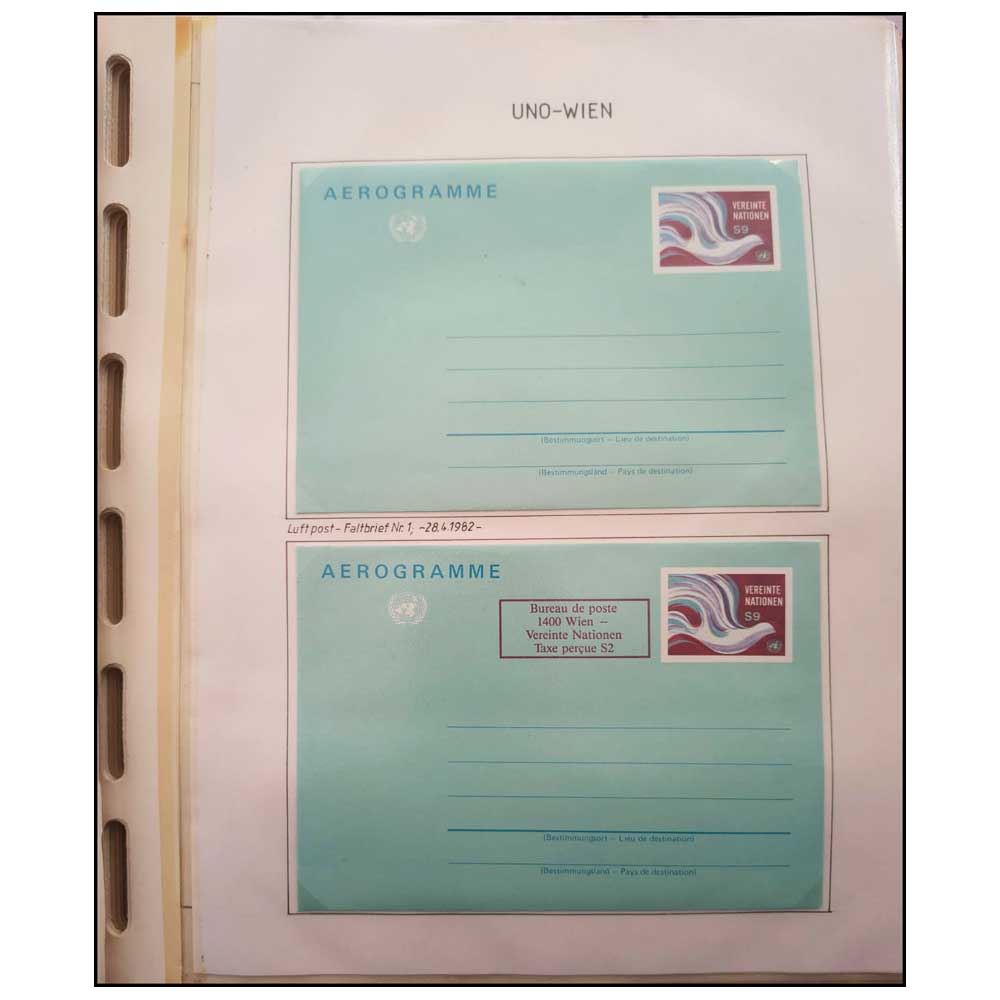 UNO-WIEN
AEROGRAMME
VEREINTE
NATIONEN
S9
(Bestimmungsort – Lieu de destination)
(Bestimmungsland – Pays de destination)
Luftpost-Faltbrief Nr. 1, -28.4.1982-
AEROGRAMME
Bureau de poste
1400 Wien –
Vereinte Nationen
Taxe perçue S2
VEREINTE
NATIONEN
S9
(Bestimmungsort – Lieu de destination)
(Bestimmungsland – Pays de destination)